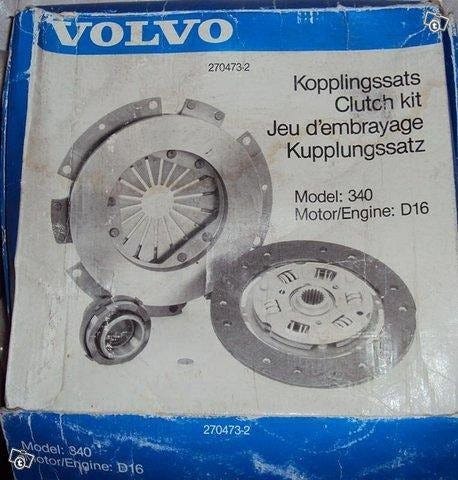 VOLVO
270473-2
Kopplingssats
Clutch kit
Jeu d'embrayage
Kupplungssatz
Model: 340
Motor/Engine: D16
270473-2
Model: 340
Motor/Engine: D16